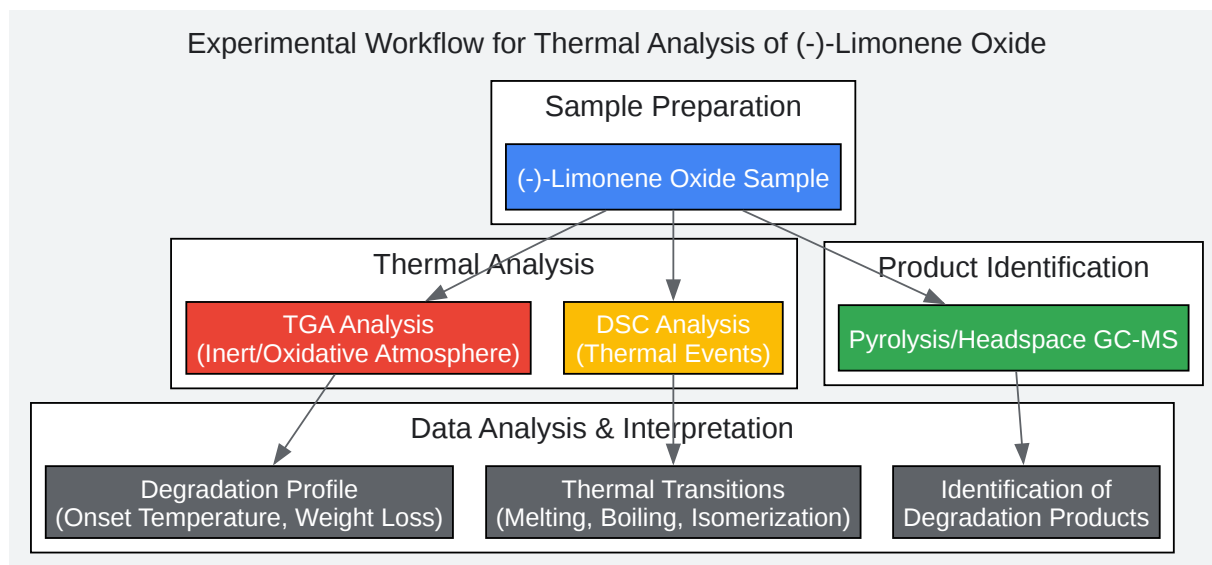 Experimental Workflow for Thermal Analysis of (-)-Limonene Oxide
Sample Preparation
(-)-Limonene Oxide Sample
Thermal Analysis
Product Identification
TGA Analysis
(Inert/Oxidative Atmosphere)
DSC Analysis
(Thermal Events)
Pyrolysis/Headspace GC-MS
Data Analysis & Interpretation
Degradation Profile
(Onset Temperature, Weight Loss)
Thermal Transitions
(Melting, Boiling, Isomerization)
Identification of
Degradation Products